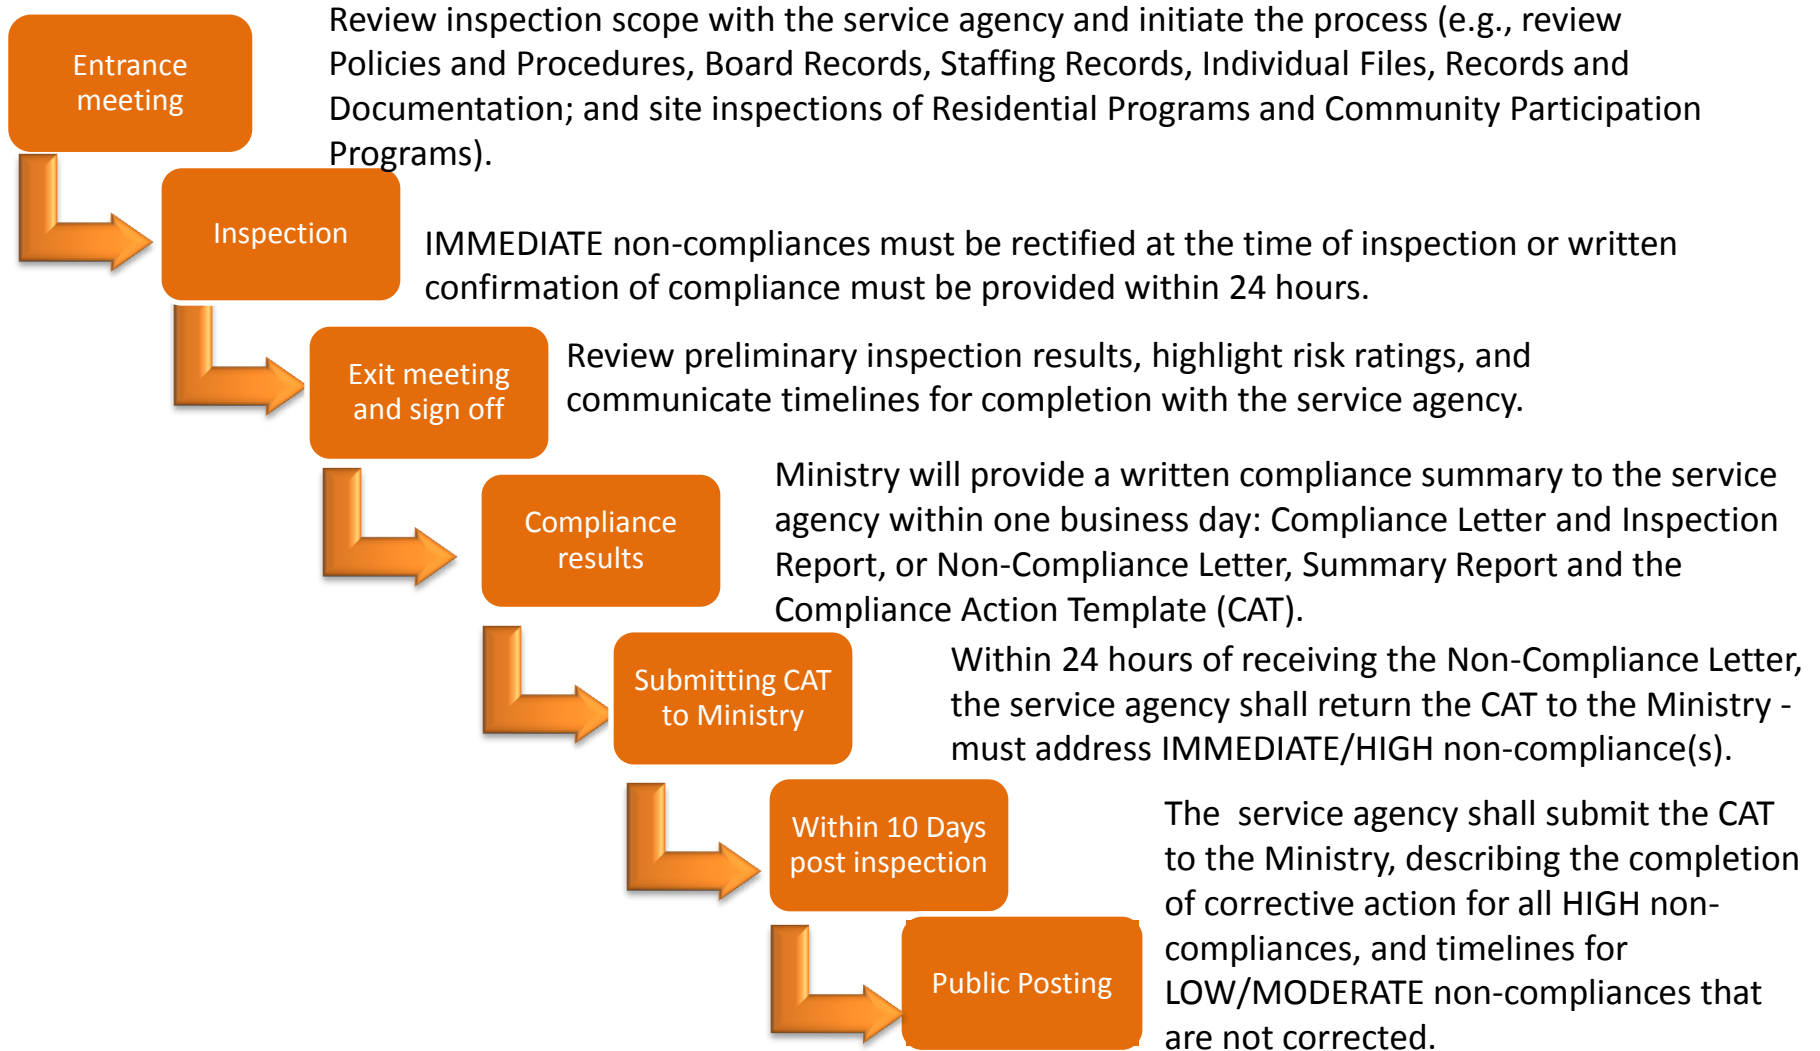 Entrance
meeting
Review inspection scope with the service agency and initiate the process (e.g., review
Policies and Procedures, Board Records, Staffing Records, Individual Files, Records and
Documentation; and site inspections of Residential Programs and Community Participation
Programs).
Inspection
IMMEDIATE non-compliances must be rectified at the time of inspection or written
confirmation of compliance must be provided within 24 hours.
Exit meeting
and sign off
Review preliminary inspection results, highlight risk ratings, and
communicate timelines for completion with the service agency.
Compliance
results
Ministry will provide a written compliance summary to the service
agency within one business day: Compliance Letter and Inspection
Report, or Non-Compliance Letter, Summary Report and the
Compliance Action Template (CAT).
Submitting CAT
to Ministry
Within 24 hours of receiving the Non-Compliance Letter,
the service agency shall return the CAT to the Ministry -
must address IMMEDIATE/HIGH non-compliance(s).
Within 10 Days
post inspection
The  service agency shall submit the CAT
to the Ministry, describing the completion
of corrective action for all HIGH non-
compliances, and timelines for
LOW/MODERATE non-compliances that
are not corrected.
Public Posting